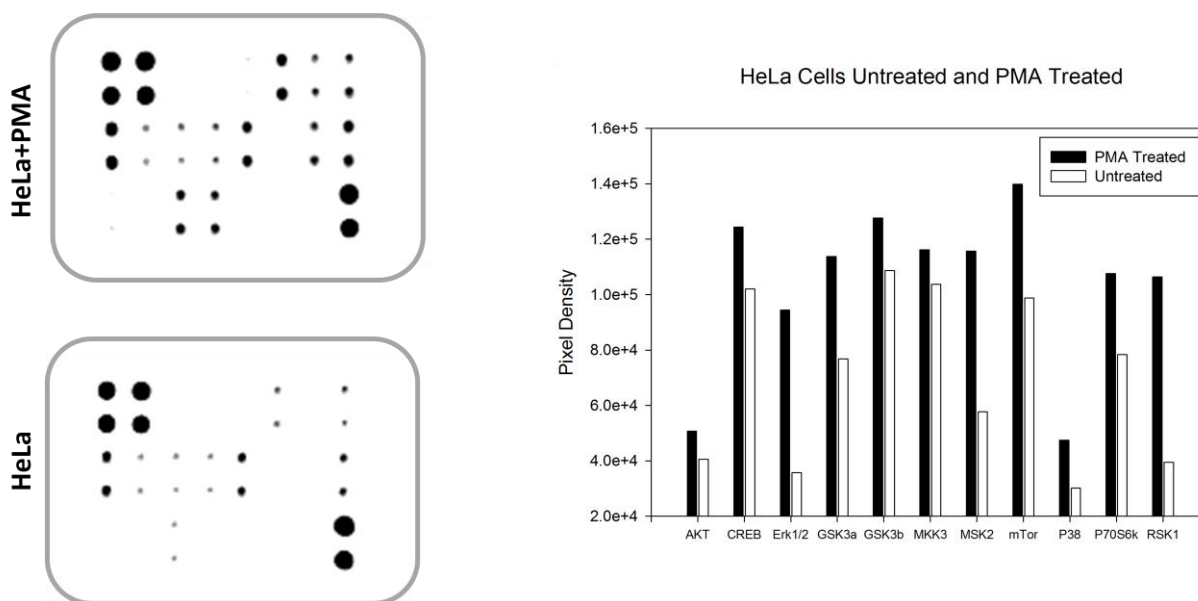 HeLa+PMA
HeLa
HeLa Cells Untreated and PMA Treated
Pixel Density
1.6e+5
1.4e+5
1.2e+5
1.0e+5
8.0e+4
6.0e+4
4.0e+4
2.0e+4
PMA Treated
Untreated
AKT CREB Erk1/2 GSK3a GSK3b MKK3 MSK2 mTor P38 P70S6k RSK1